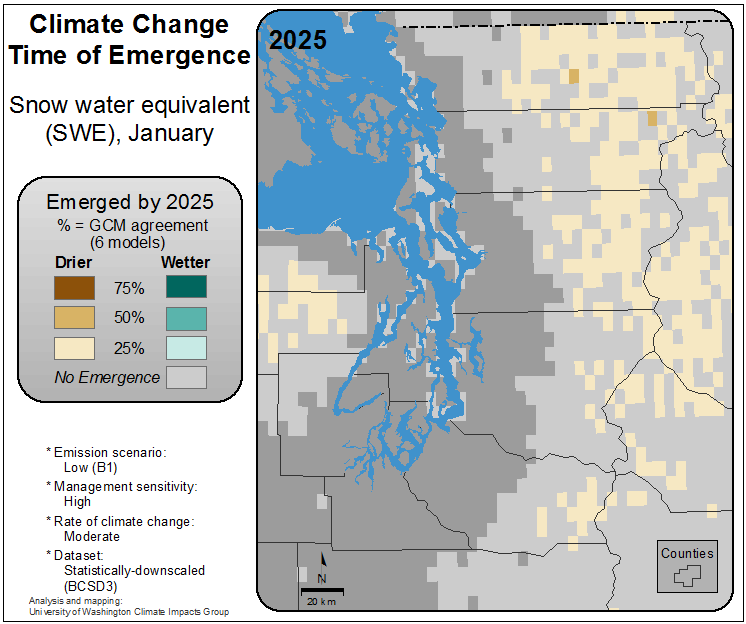 Climate Change
Time of Emergence
Snow water equivalent
(SWE), January
Emerged by 2025
% = GCM agreement
(6 models)
Drier Wetter
75%
50%
25%
No Emergence
* Emission scenario:
Low (B1)
* Management sensitivity:
High
* Rate of climate change:
Moderate
* Dataset:
Statistically-downscaled
(BCSD3)
Analysis and mapping:
University of Washington Climate Impacts Group
2025
N
20 km
Counties